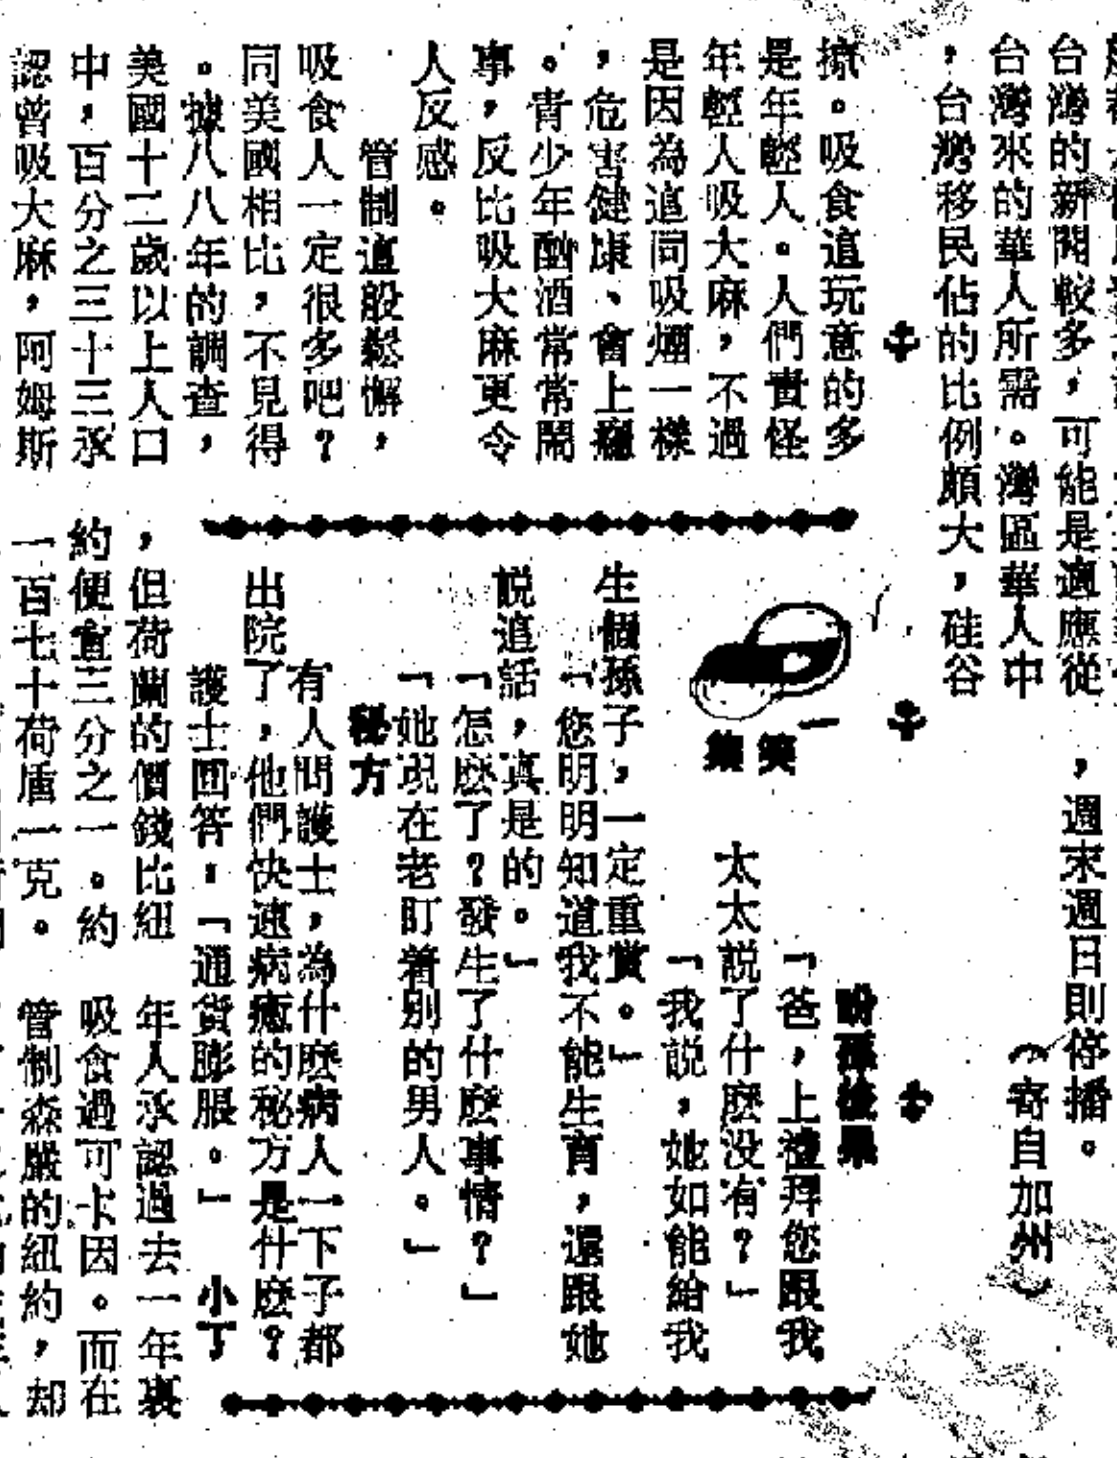 台灣的新聞較多，可能是適應從
台灣來的華人所需。灣區華人中
，台灣移民佔的比例頗大，硅谷
，週末週日則停播。
（寄自加州）
掠。吸食這玩意的多
是年輕人。人們責怪
年輕人吸大麻，不過
是因為這同吸煙一樣
，危害健康、會上癮
。青少年酗酒常常鬧
事，反比吸大麻更令
人反感。
管制這般鬆懈，
吸食人一定很多吧？
同美國相比，不見得
。據八八年的調查，
美國十二歲以上人口
中，百分之三十三承
認曾吸大麻，阿姆斯
一笑
盼孫後果
「爸，上禮拜您跟我
太太説了什麼沒有？」
「我説，她如能給我
生個孫子，一定重賞。」
「您明明知道我不能生育，還跟她
説這話，真是的。」
「怎麼了？發生了什麼事情？」
「她說在老盯着別的男人。」
秘方
有人問護士，為什麼病人一下子都
出院了，他們快速病癒的秘方是什麼？
護士回答，「通貨膨脹。」 小丁
，但荷蘭的價錢比紐
約便宜三分之一。約
一百七十荷盾一克。
年人承認過去一年裏
吸食過可卡因。而在
管制森嚴的紐約，却